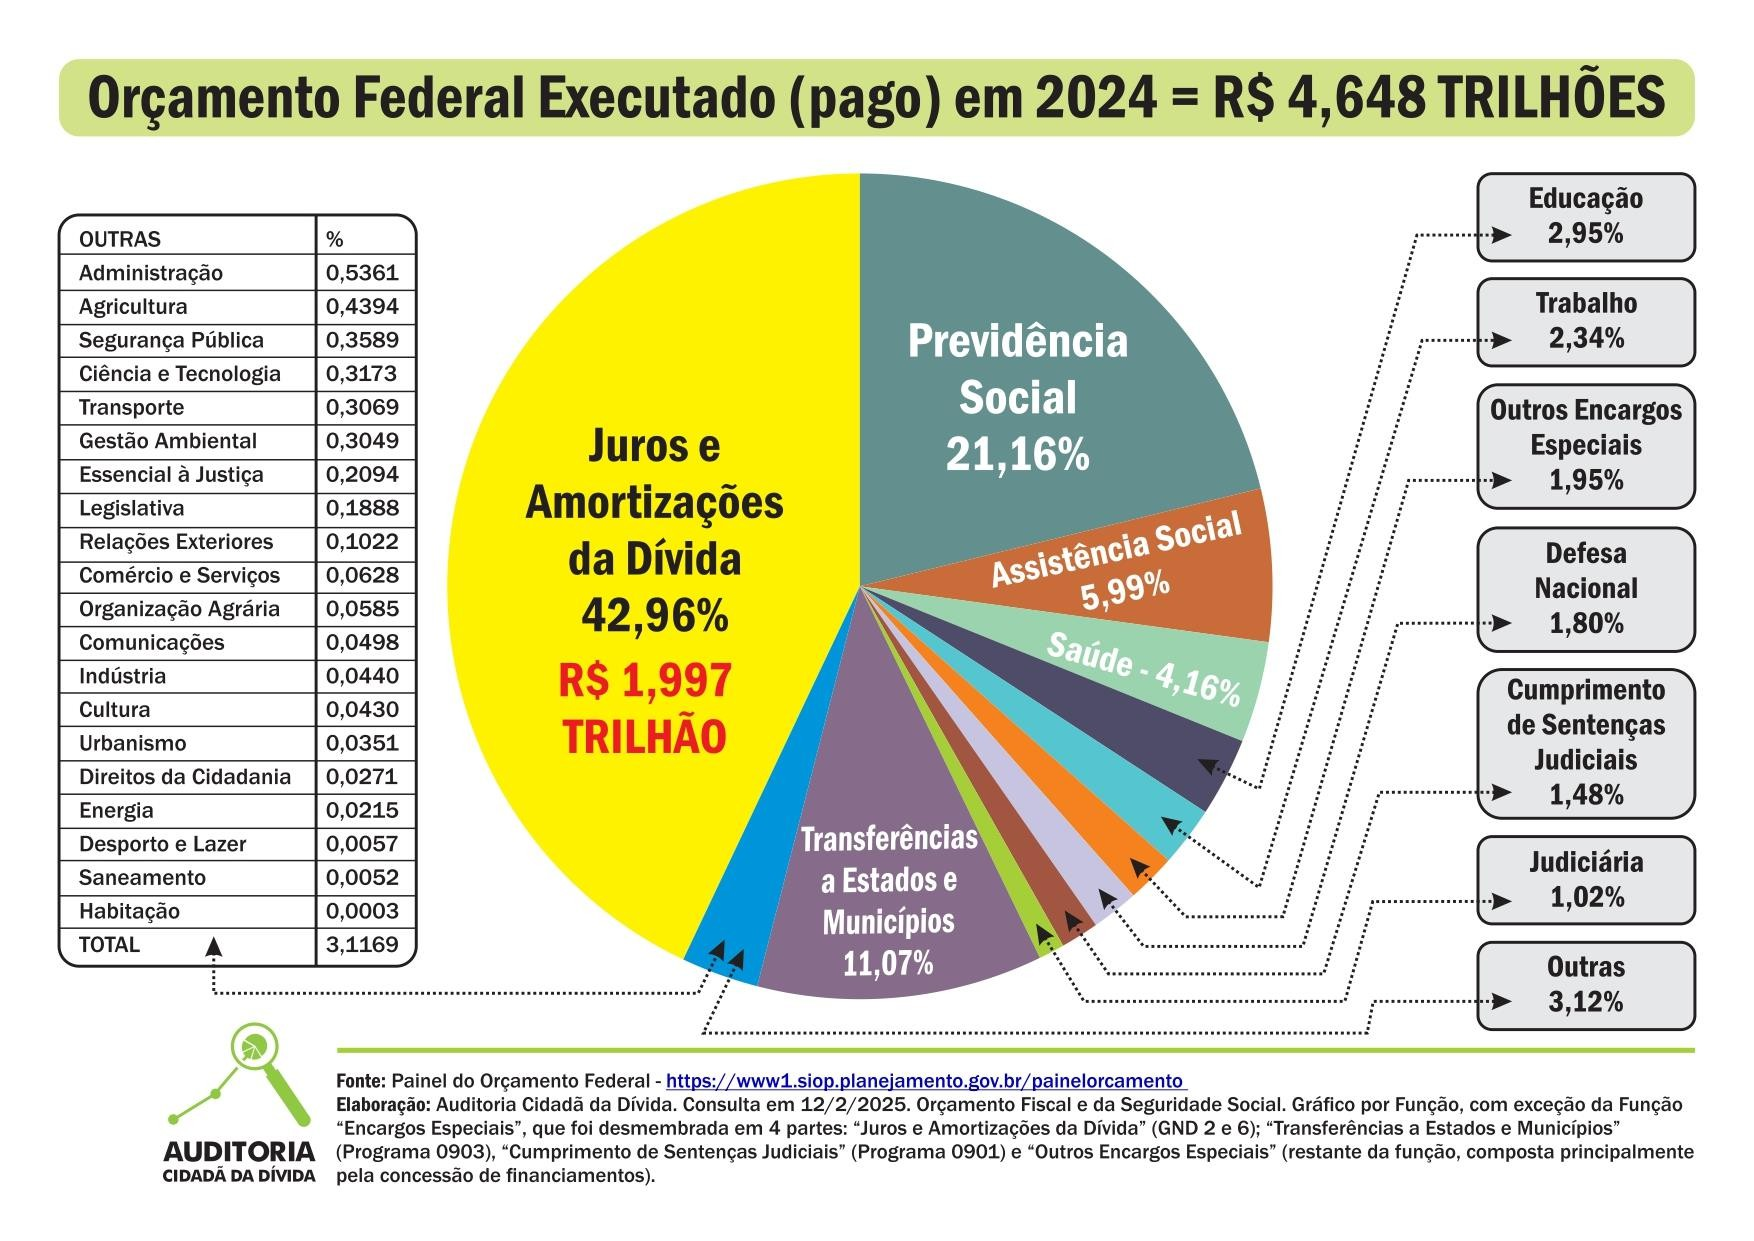 Orçamento Federal Executado (pago) em 2024 = R$ 4,648 TRILHÕES
OUTRAS %
Administração 0,5361
Agricultura 0,4394
Segurança Pública 0,3589
Ciência e Tecnologia 0,3173
Transporte 0,3069
Gestão Ambiental 0,3049
Essencial à Justiça 0,2094
Legislativa 0,1888
Relações Exteriores 0,1022
Comércio e Serviços 0,0628
Organização Agrária 0,0585
Comunicações 0,0498
Indústria 0,0440
Cultura 0,0430
Urbanismo 0,0351
Direitos da Cidadania 0,0271
Energia 0,0215
Desporto e Lazer 0,0057
Saneamento 0,0052
Habitação 0,0003
TOTAL 3,1169
Juros e
Amortizações
da Dívida
42,96%
R$ 1,997
TRILHÃO
Previdência
Social
21,16%
Assistência Social
5,99%
Saúde - 4,16%
Transferências
a Estados e
Municípios
11,07%
Educação
2,95%
Trabalho
2,34%
Outros Encargos
Especiais
1,95%
Defesa
Nacional
1,80%
Cumprimento
de Sentenças
Judiciais
1,48%
Judiciária
1,02%
Outras
3,12%
AUDITORIA
CIDADÃ DA DÍVIDA
Fonte: Painel do Orçamento Federal - https://www1.siop.planejamento.gov.br/painelorcamento
Elaboração: Auditoria Cidadã da Dívida. Consulta em 12/2/2025. Orçamento Fiscal e da Seguridade Social. Gráfico por Função, com exceção da Função
“Encargos Especiais”, que foi desmembrada em 4 partes: “Juros e Amortizações da Dívida” (GND 2 e 6); “Transferências a Estados e Municípios”
(Programa 0903), “Cumprimento de Sentenças Judiciais” (Programa 0901) e “Outros Encargos Especiais” (restante da função, composta principalmente
pela concessão de financiamentos).